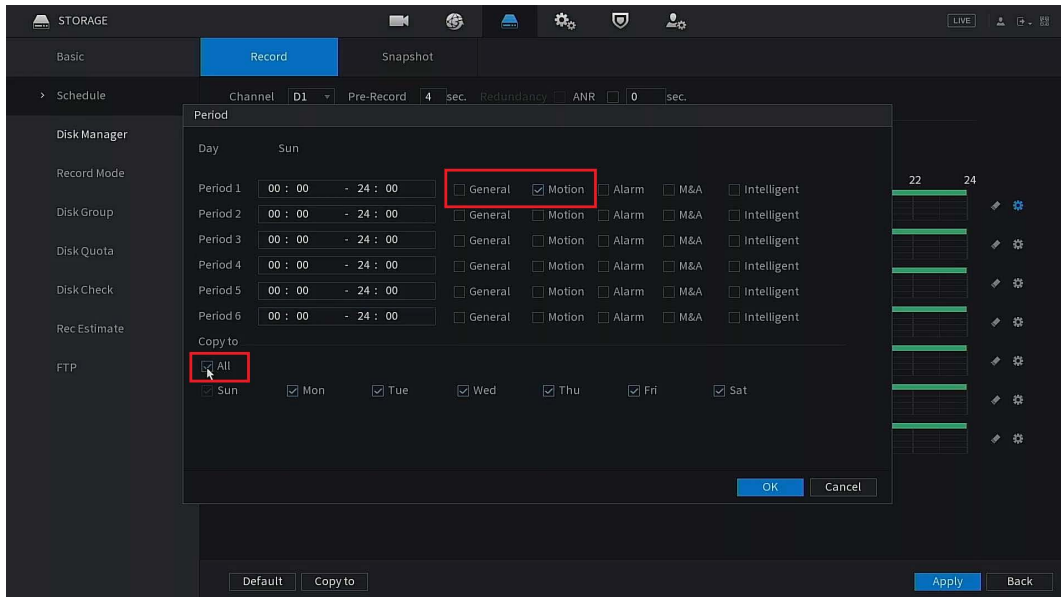 STORAGE LIVE
Basic Record Snapshot
Schedule Channel D1 Pre-Record 4 sec. Redundancy ANR 0 sec.
Period
Disk Manager
Day Sun
Record Mode
Period 1 00 : 00 - 24 : 00 General Motion Alarm M&A Intelligent 22 24
Disk Group Period 2 00 : 00 - 24 : 00 General Motion Alarm M&A Intelligent
Period 3 00 : 00 - 24 : 00 General Motion Alarm M&A Intelligent
Disk Quota
Period 4 00 : 00 - 24 : 00 General Motion Alarm M&A Intelligent
Disk Check Period 5 00 : 00 - 24 : 00 General Motion Alarm M&A Intelligent
Period 6 00 : 00 - 24 : 00 General Motion Alarm M&A Intelligent
Rec Estimate
Copy to
FTP All
Sun Mon Tue Wed Thu Fri Sat
OK Cancel
Default Copy to Apply Back